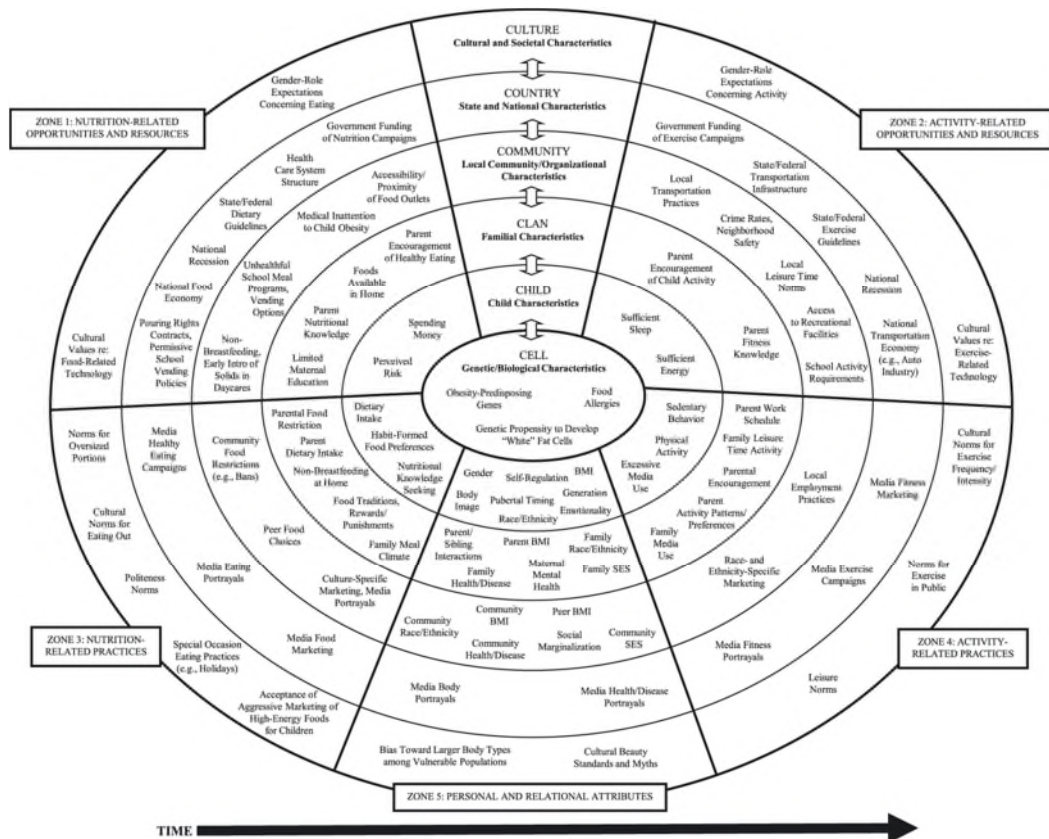 CULTURE
Cultural and Societal Characteristics
COUNTRY
State and National Characteristics
COMMUNITY
Local Community/Organizational
Characteristics
CLAN
Familial Characteristics
CHILD
Child Characteristics
CELL
Genetic/Biological Characteristics
Obesity-Predisposing
Genes
Food
Allergies
Genetic Propensity to Develop
"White" Fat Cells
ZONE 1: NUTRITION-RELATED
OPPORTUNITIES AND RESOURCES
Gender-Role
Expectations
Concerning Eating
Government Funding
of Nutrition Campaigns
Health
Care System
Structure
Accessibility/
Proximity
of Food Outlets
State/Federal
Dietary
Guidelines
Medical Inattention
to Child Obesity
Parent
Encouragement
of Healthy Eating
National
Recession
Unhealthful
School Meal
Programs,
Vending
Options
Foods
Available
in Home
National Food
Economy
Parent
Nutritional
Knowledge
Spending
Money
Cultural
Values re:
Food-Related
Technology
Pouring Rights
Contracts,
Permissive
School
Vending
Policies
Non-
Breastfeeding,
Early Intro of
Solids in
Daycares
Limited
Maternal
Education
Perceived
Risk
ZONE 2: ACTIVITY-RELATED
OPPORTUNITIES AND RESOURCES
Gender-Role
Expectations
Concerning Activity
Government Funding
of Exercise Campaigns
State/Federal
Transportation
Infrastructure
Local
Transportation
Practices
Crime Rates,
Neighborhood
Safety
State/Federal
Exercise
Guidelines
Parent
Encouragement
of Child Activity
Local
Leisure Time
Norms
National
Recession
Sufficient
Sleep
Access
to Recreational
Facilities
Parent
Fitness
Knowledge
National
Transportation
Economy
(e.g., Auto
Industry)
Cultural
Values re:
Exercise-
Related
Technology
Sufficient
Energy
School Activity
Requirements
ZONE 3: NUTRITION-
RELATED PRACTICES
Norms for
Oversized
Portions
Media
Healthy
Eating
Campaigns
Community
Food
Restrictions
(e.g., Bans)
Parental Food
Restriction
Parent
Dietary Intake
Dietary
Intake
Habit-Formed
Food Preferences
Non-Breastfeeding
at Home
Nutritional
Knowledge
Seeking
Food Traditions,
Rewards/
Punishments
Cultural
Norms for
Eating Out
Peer Food
Choices
Family Meal
Climate
Politeness
Norms
Media Eating
Portrayals
Culture-Specific
Marketing, Media
Portrayals
Special Occasion
Eating Practices
(e.g., Holidays)
Media Food
Marketing
Acceptance of
Aggressive Marketing of
High-Energy Foods
for Children
ZONE 4: ACTIVITY-
RELATED PRACTICES
Sedentary
Behavior
Parent Work
Schedule
Physical
Activity
Family Leisure
Time Activity
Excessive
Media
Use
Parental
Encouragement
Local
Employment
Practices
Media Fitness
Marketing
Cultural
Norms for
Exercise
Frequency/
Intensity
Parent
Activity Patterns/
Preferences
Family
Media
Use
Race- and
Ethnicity-Specific
Marketing
Media Exercise
Campaigns
Norms for
Exercise
in Public
Media Fitness
Portrayals
Leisure
Norms
Gender
Self-Regulation
BMI
Body
Image
Pubertal Timing
Generation
Race/Ethnicity
Emotionality
Parent/
Sibling
Interactions
Parent BMI
Family
Race/Ethnicity
Family
Health/Disease
Maternal
Mental
Health
Family SES
Community
Race/Ethnicity
Community
BMI
Peer BMI
Community
Health/Disease
Social
Marginalization
Community
SES
Media Body
Portrayals
Media Health/Disease
Portrayals
Bias Toward Larger Body Types
among Vulnerable Populations
Cultural Beauty
Standards and Myths
ZONE 5: PERSONAL AND RELATIONAL ATTRIBUTES
TIME